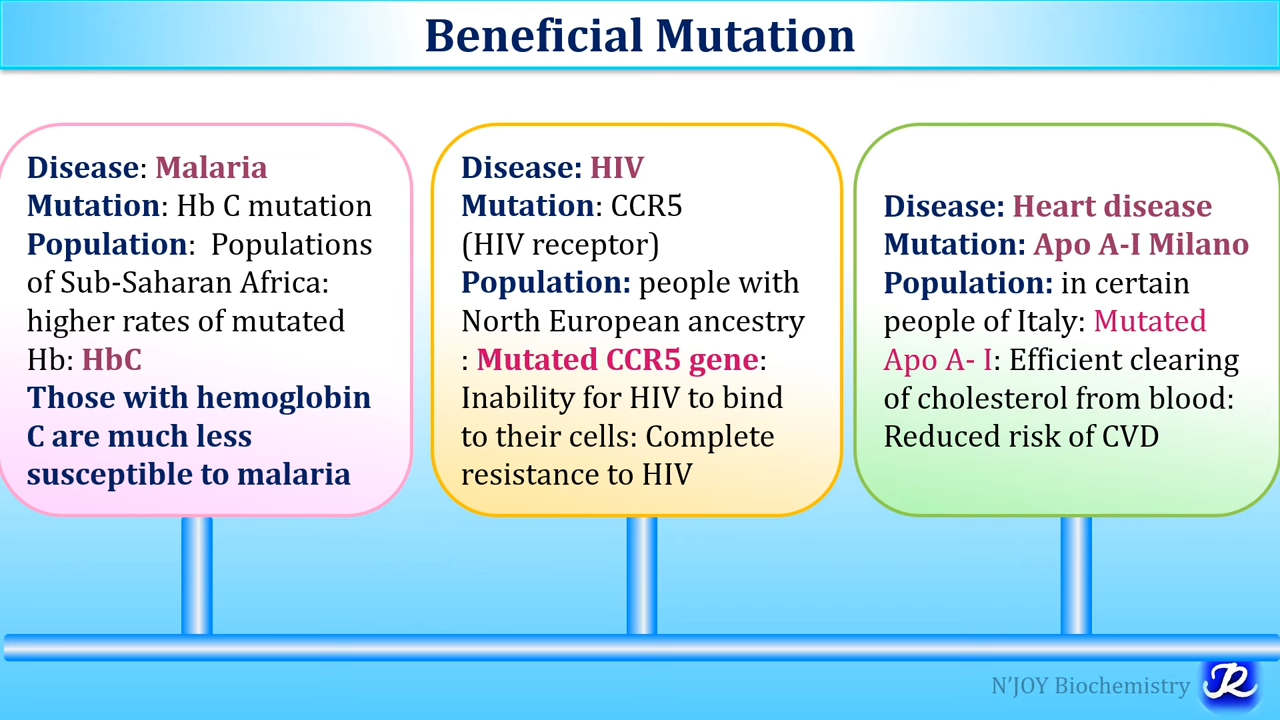 Beneficial Mutation
Disease: Malaria
Mutation: Hb C mutation
Population: Populations
of Sub-Saharan Africa:
higher rates of mutated
Hb: HbC
Those with hemoglobin
C are much less
susceptible to malaria
Disease: HIV
Mutation: CCR5
(HIV receptor)
Population: people with
North European ancestry
: Mutated CCR5 gene:
Inability for HIV to bind
to their cells: Complete
resistance to HIV
Disease: Heart disease
Mutation: Apo A-I Milano
Population: in certain
people of Italy: Mutated
Apo A- I: Efficient clearing
of cholesterol from blood:
Reduced risk of CVD
N'JOY Biochemistry